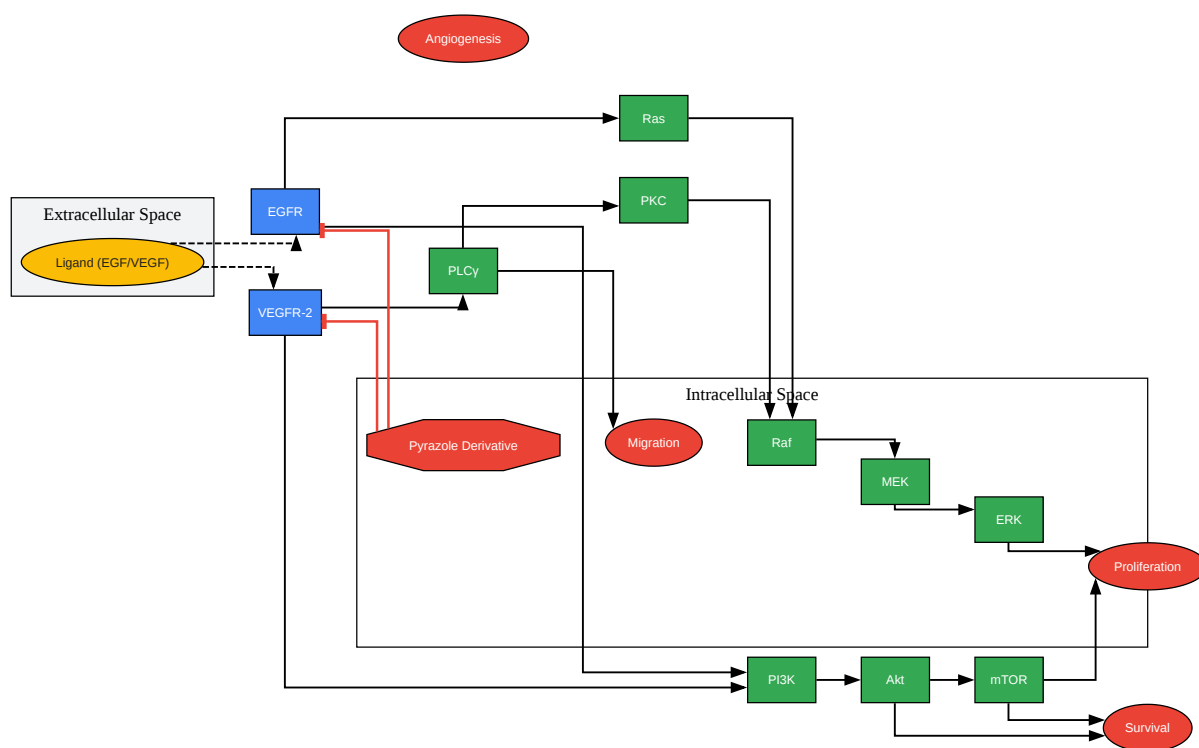 Angiogenesis
Ras
PKC
EGFR
Extracellular Space
Ligand (EGF/VEGF)
PLCγ
VEGFR-2
Intracellular Space
Pyrazole Derivative
Migration
Raf
MEK
ERK
Proliferation
PI3K
Akt
mTOR
Survival